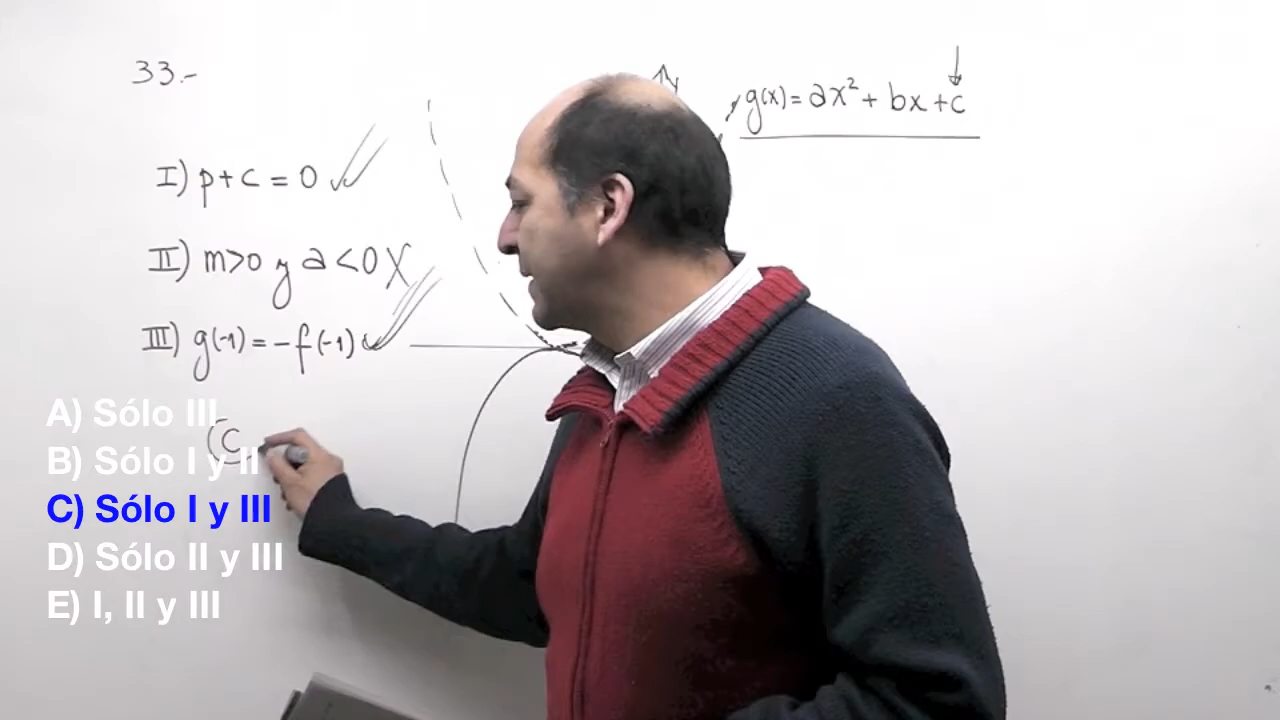 33.-
y
g(x) = ax² + bx + c
I) p + c = 0 ✓
II) m > 0 y a < 0 X
III) g(-1) = - f(-1) ✓
(C
A) Sólo III
B) Sólo I y II
C) Sólo I y III
D) Sólo II y III
E) I, II y III